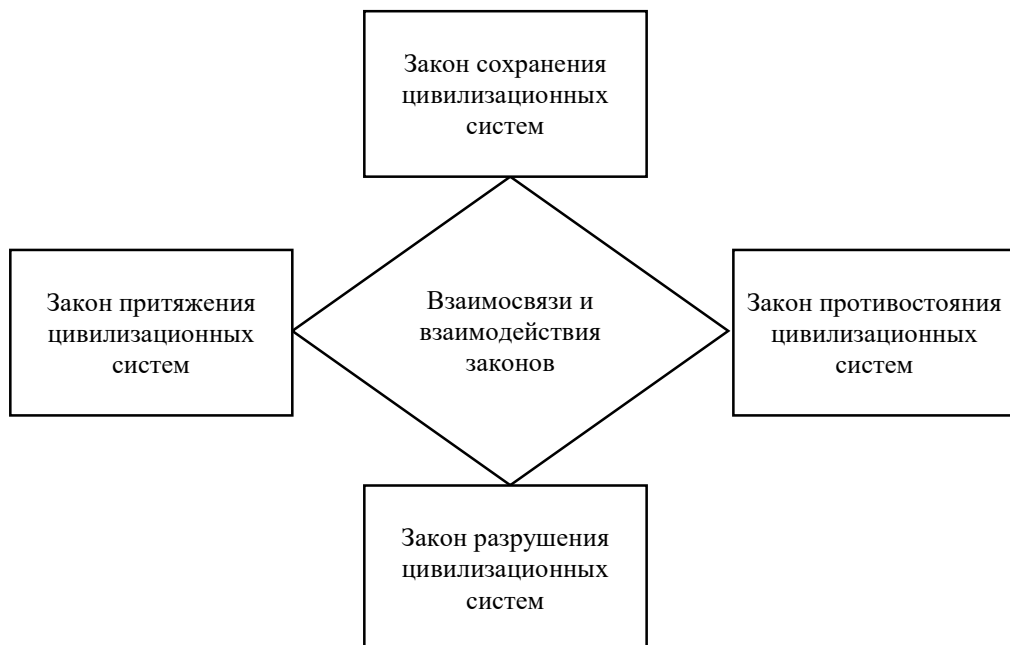 Закон сохранения
цивилизационных
систем
Закон притяжения
цивилизационных
систем
Взаимосвязи и
взаимодействия
законов
Закон противостояния
цивилизационных
систем
Закон разрушения
цивилизационных
систем